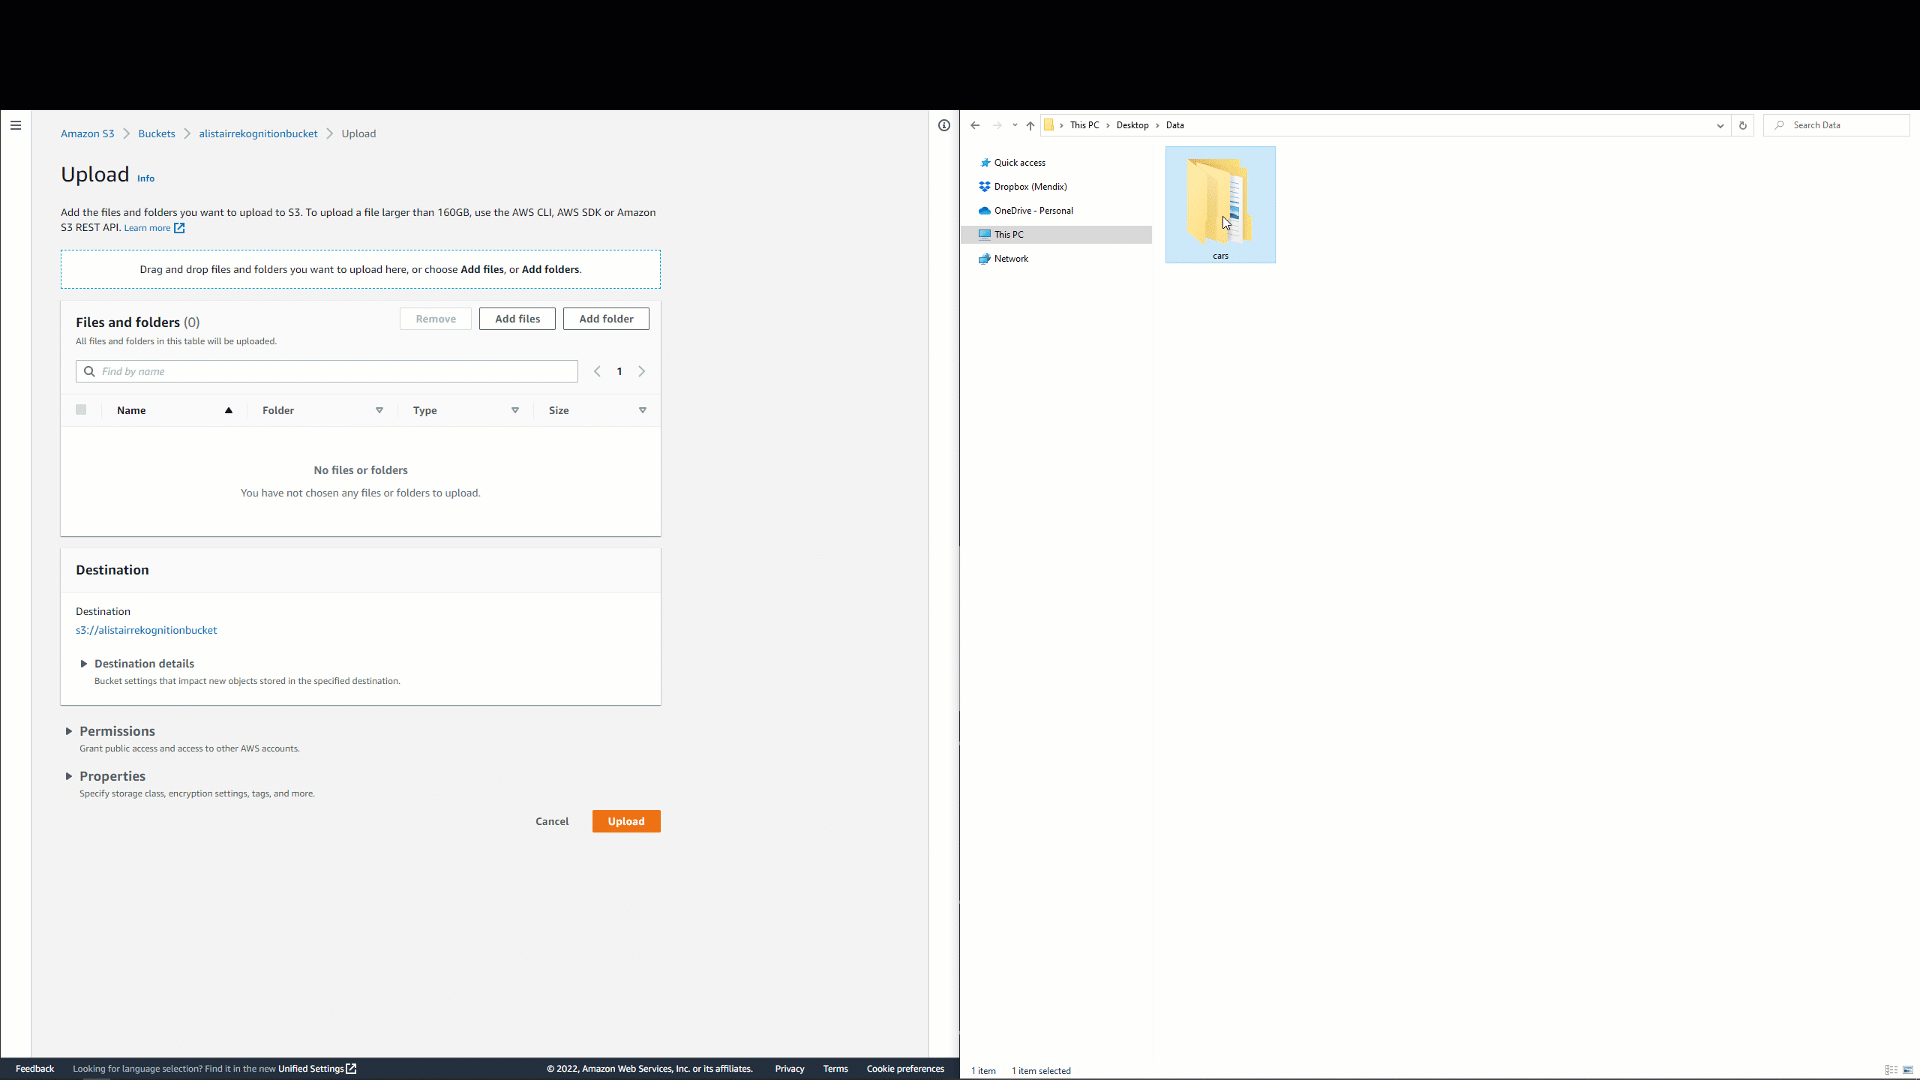 Amazon S3 > Buckets > alistairrekognitionbucket > Upload
Upload Info
Add the files and folders you want to upload to S3. To upload a file larger than 160GB, use the AWS CLI, AWS SDK or Amazon
S3 REST API. Learn more
Drag and drop files and folders you want to upload here, or choose Add files, or Add folders.
Files and folders (0)
Remove
Add files
Add folder
All files and folders in this table will be uploaded.
Find by name
1
Name Folder Type Size
No files or folders
You have not chosen any files or folders to upload.
Destination
Destination
s3://alistairrekognitionbucket
Destination details
Bucket settings that impact new objects stored in the specified destination.
Permissions
Grant public access and access to other AWS accounts.
Properties
Specify storage class, encryption settings, tags, and more.
Cancel Upload
Feedback Looking for language selection? Find it in the new Unified Settings © 2022, Amazon Web Services, Inc. or its affiliates. Privacy Terms Cookie preferences
This PC > Desktop > Data
Search Data
Quick access
Dropbox (Mendix)
OneDrive - Personal
This PC
Network
cars
1 item 1 item selected